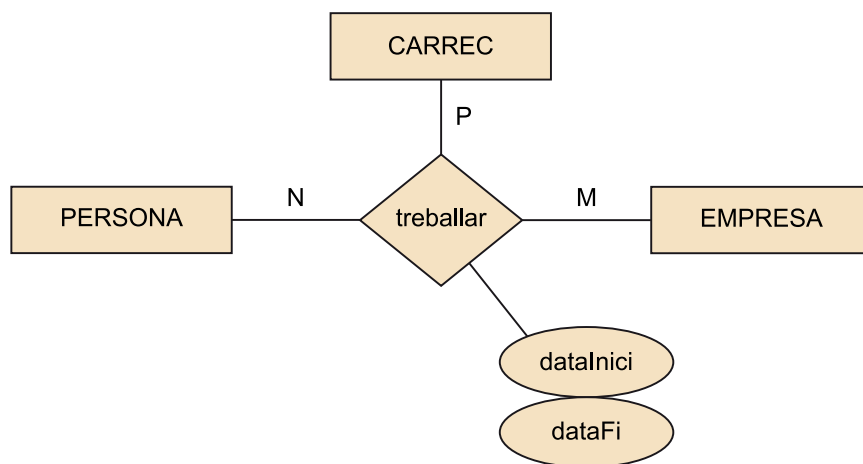 CARREC
P
PERSONA
N
treballar
M
EMPRESA
dataInici
dataFi